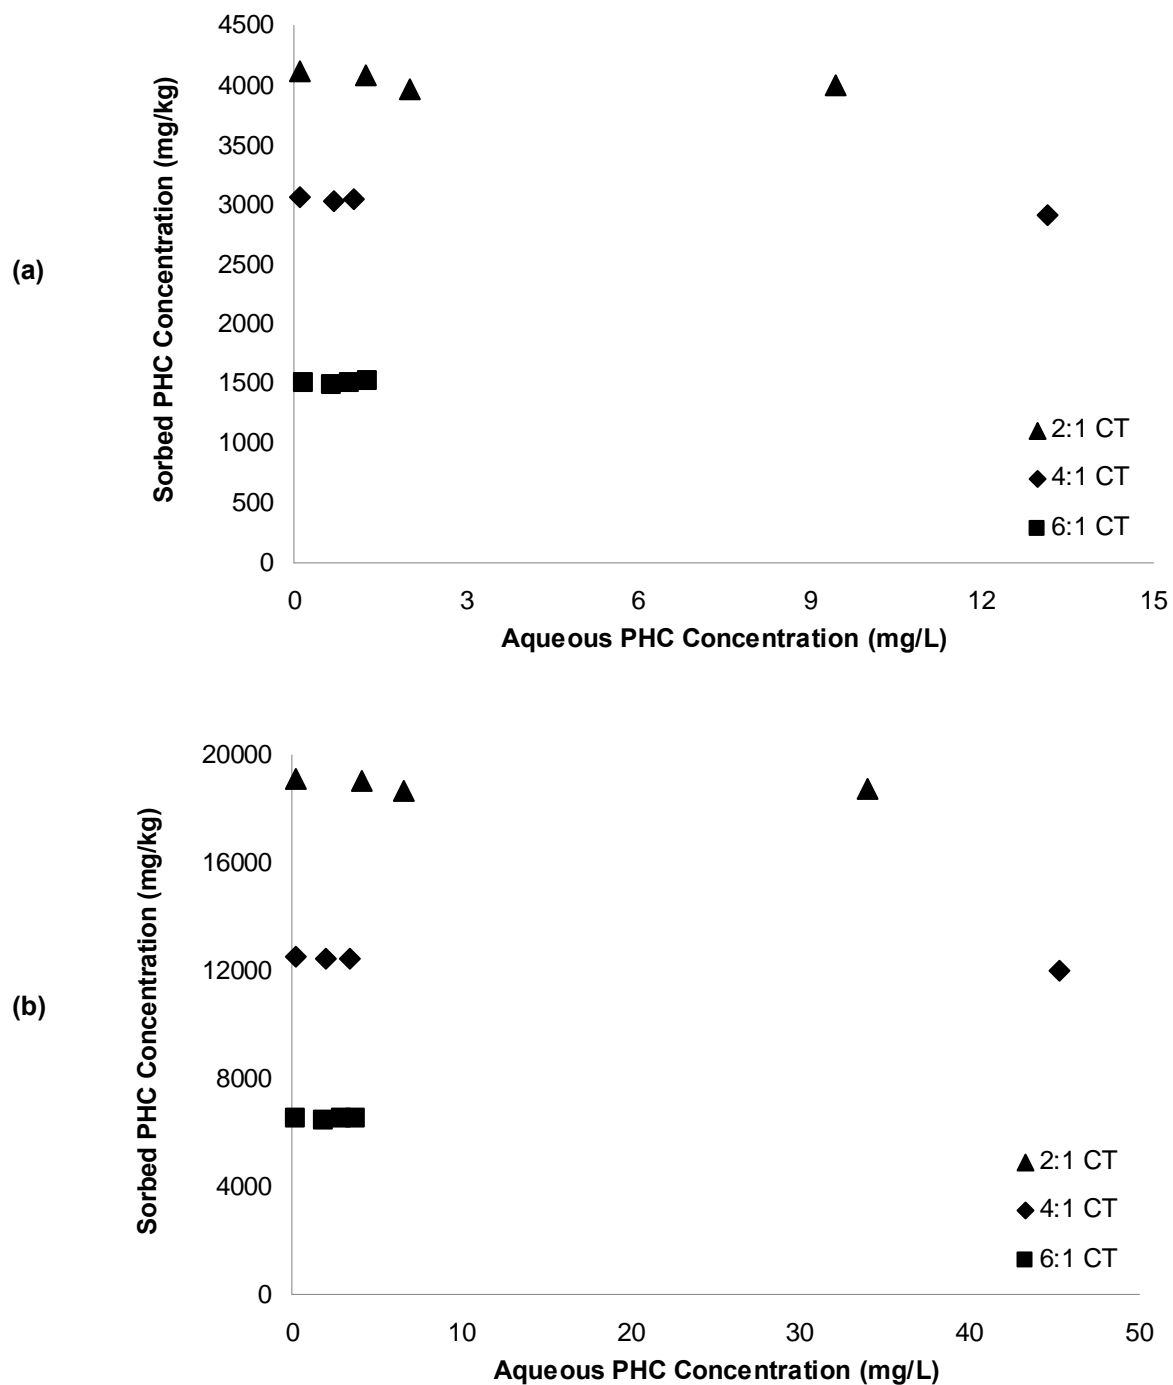 (a)
Sorbed PHC Concentration (mg/kg)
4500
4000
3500
3000
2500
2000
1500
1000
500
0
2:1 CT
4:1 CT
6:1 CT
0 3 6 9 12 15
Aqueous PHC Concentration (mg/L)
(b)
Sorbed PHC Concentration (mg/kg)
20000
16000
12000
8000
4000
0
2:1 CT
4:1 CT
6:1 CT
0 10 20 30 40 50
Aqueous PHC Concentration (mg/L)